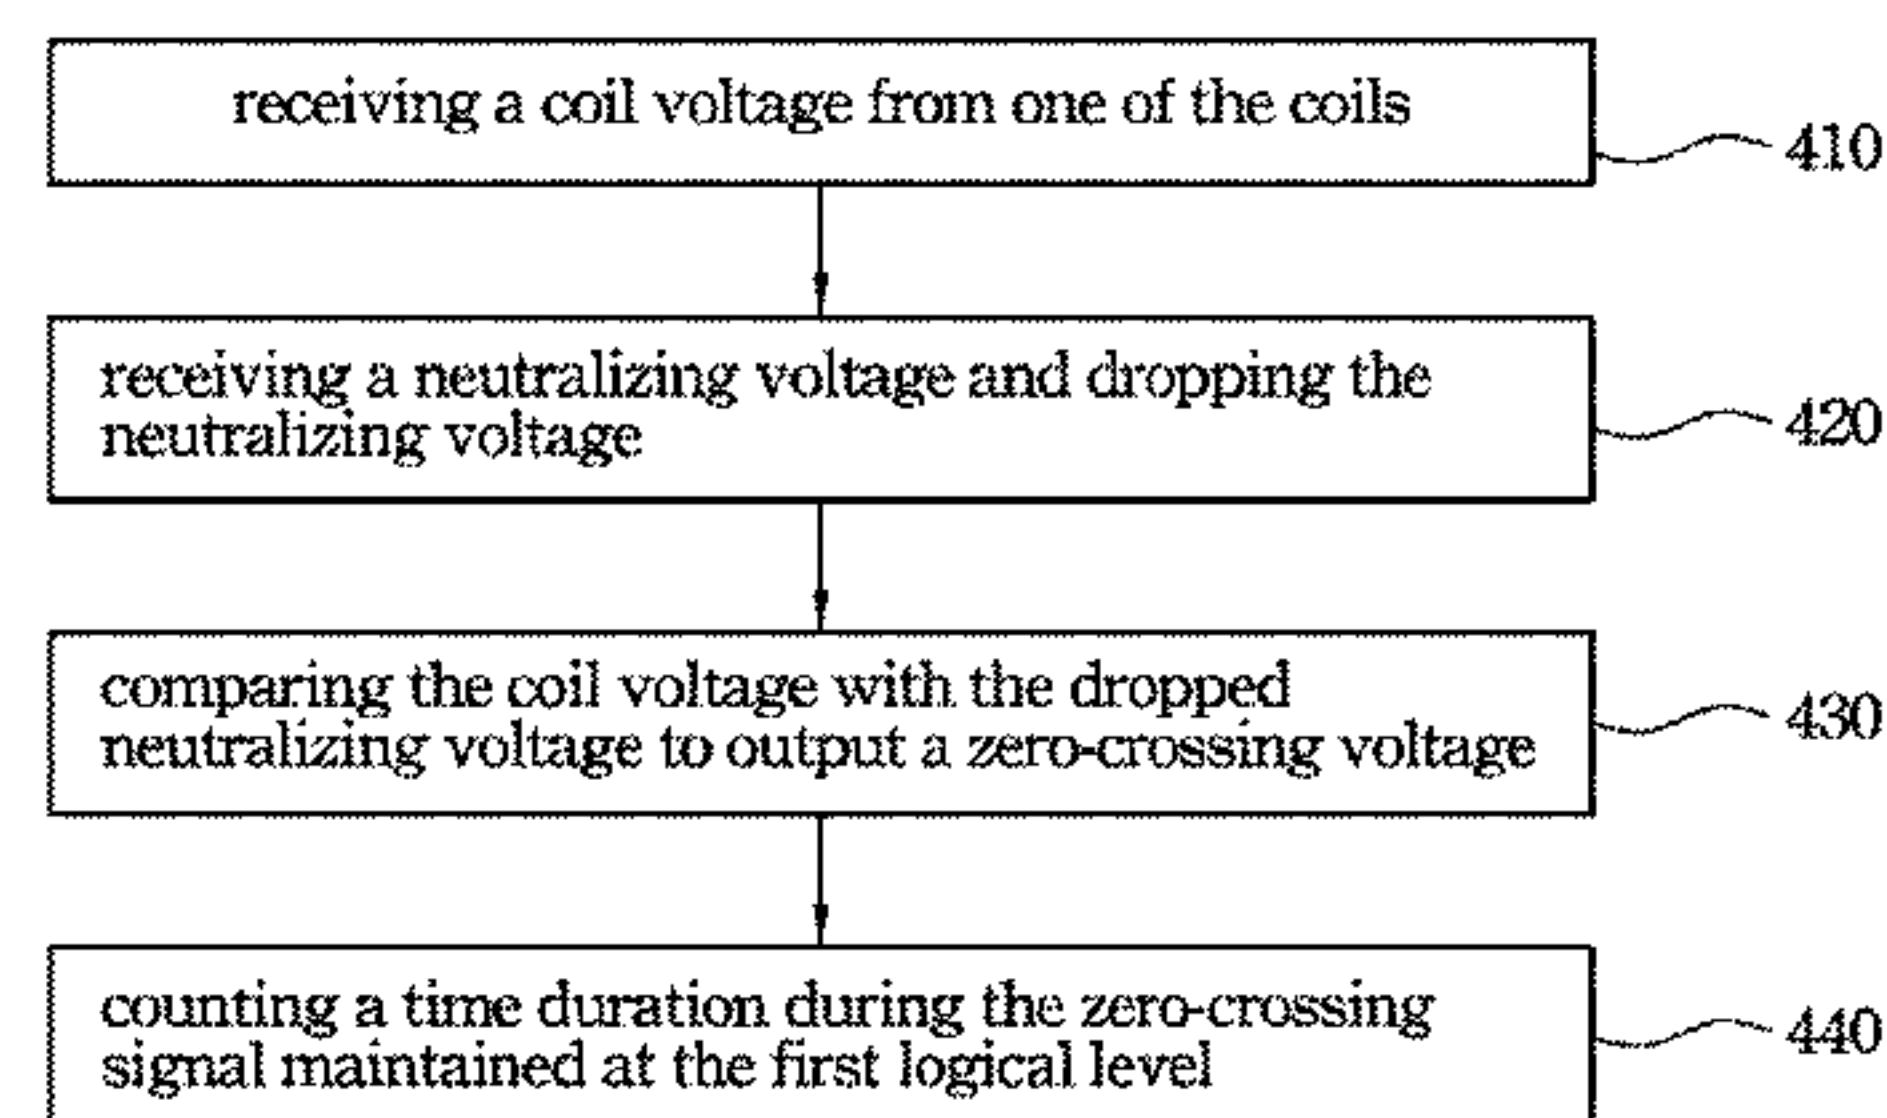 receiving a coil voltage from one of the coils
410
receiving a neutralizing voltage and dropping the
neutralizing voltage
420
comparing the coil voltage with the dropped
neutralizing voltage to output a zero-crossing voltage
430
counting a time duration during the zero-crossing
signal maintained at the first logical level
440